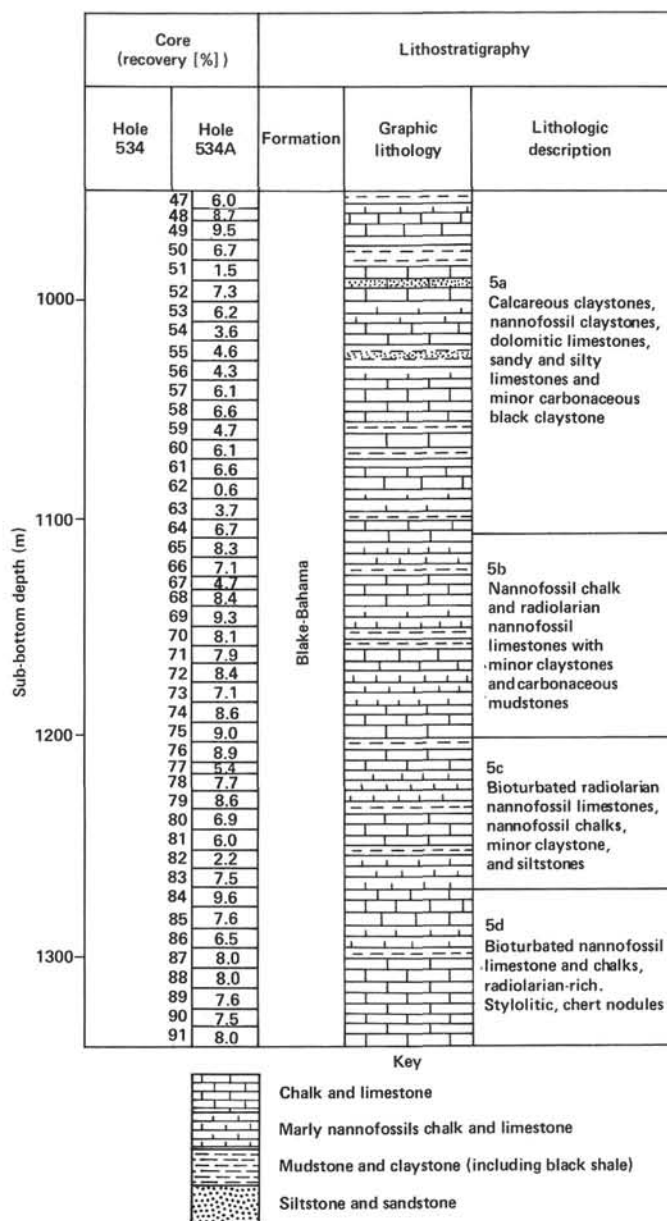 Core
(recovery [%])
Lithostratigraphy
Hole
534
Hole
534A
Formation
Graphic
lithology
Lithologic
description
47 6.0
48 8.7
49 9.5
50 6.7
51 1.5
52 7.3
53 6.2
54 3.6
55 4.6
56 4.3
57 6.1
58 6.6
59 4.7
60 6.1
61 6.6
62 0.6
63 3.7
64 6.7
65 8.3
66 7.1
67 4.7
68 8.4
69 9.3
70 8.1
71 7.9
72 8.4
73 7.1
74 8.6
75 9.0
76 8.9
77 5.4
78 7.7
79 8.6
80 6.9
81 6.0
82 2.2
83 7.5
84 9.6
85 7.6
86 6.5
87 8.0
88 8.0
89 7.6
90 7.5
91 8.0
Sub-bottom depth (m)
1000
1100
1200
1300
Blake-Bahama
5a
Calcareous claystones,
nannofossil claystones,
dolomitic limestones,
sandy and silty
limestones and
minor carbonaceous
black claystone
5b
Nannofossil chalk
and radiolarian
nannofossil
limestones with
minor claystones
and carbonaceous
mudstones
5c
Bioturbated radiolarian
nannofossil limestones,
nannofossil chalks,
minor claystone,
and siltstones
5d
Bioturbated nannofossil
limestone and chalks,
radiolarian-rich.
Stylolitic, chert nodules
Key
Chalk and limestone
Marly nannofossils chalk and limestone
Mudstone and claystone (including black shale)
Siltstone and sandstone